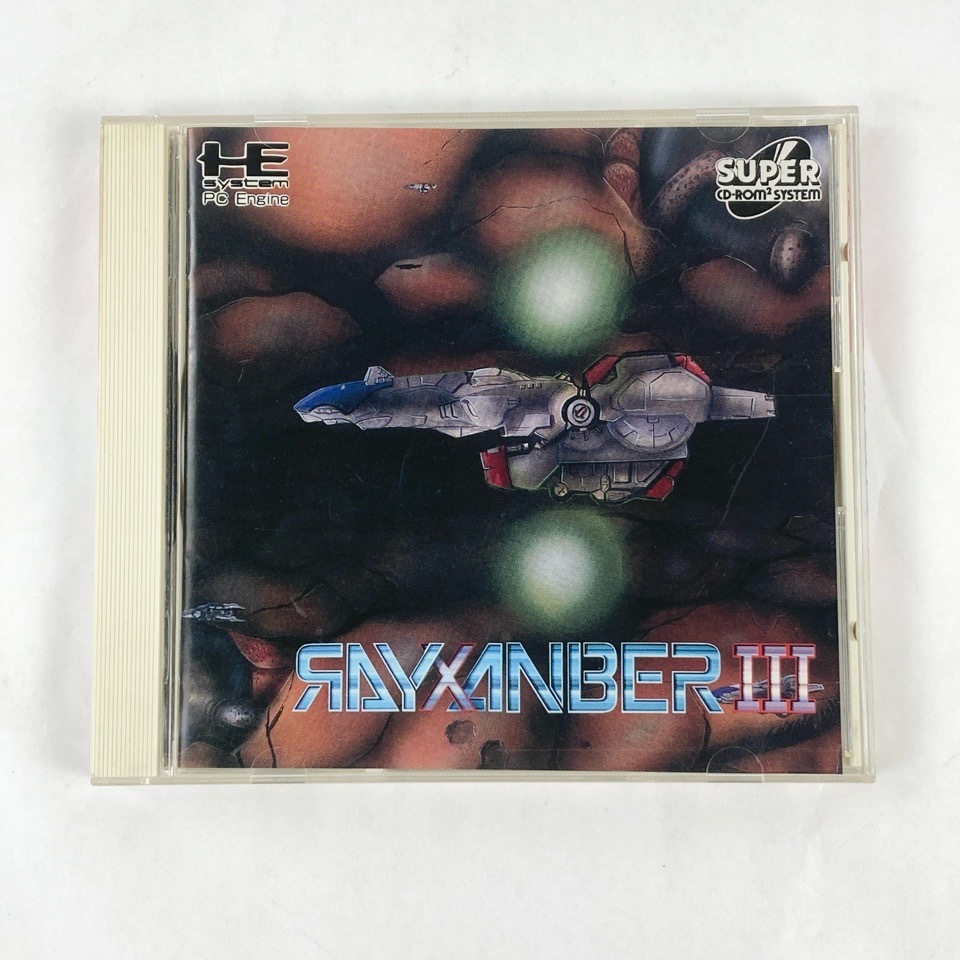 HE
system
PC Engine
SUPER
CD-ROM² SYSTEM
RAYXANBER III